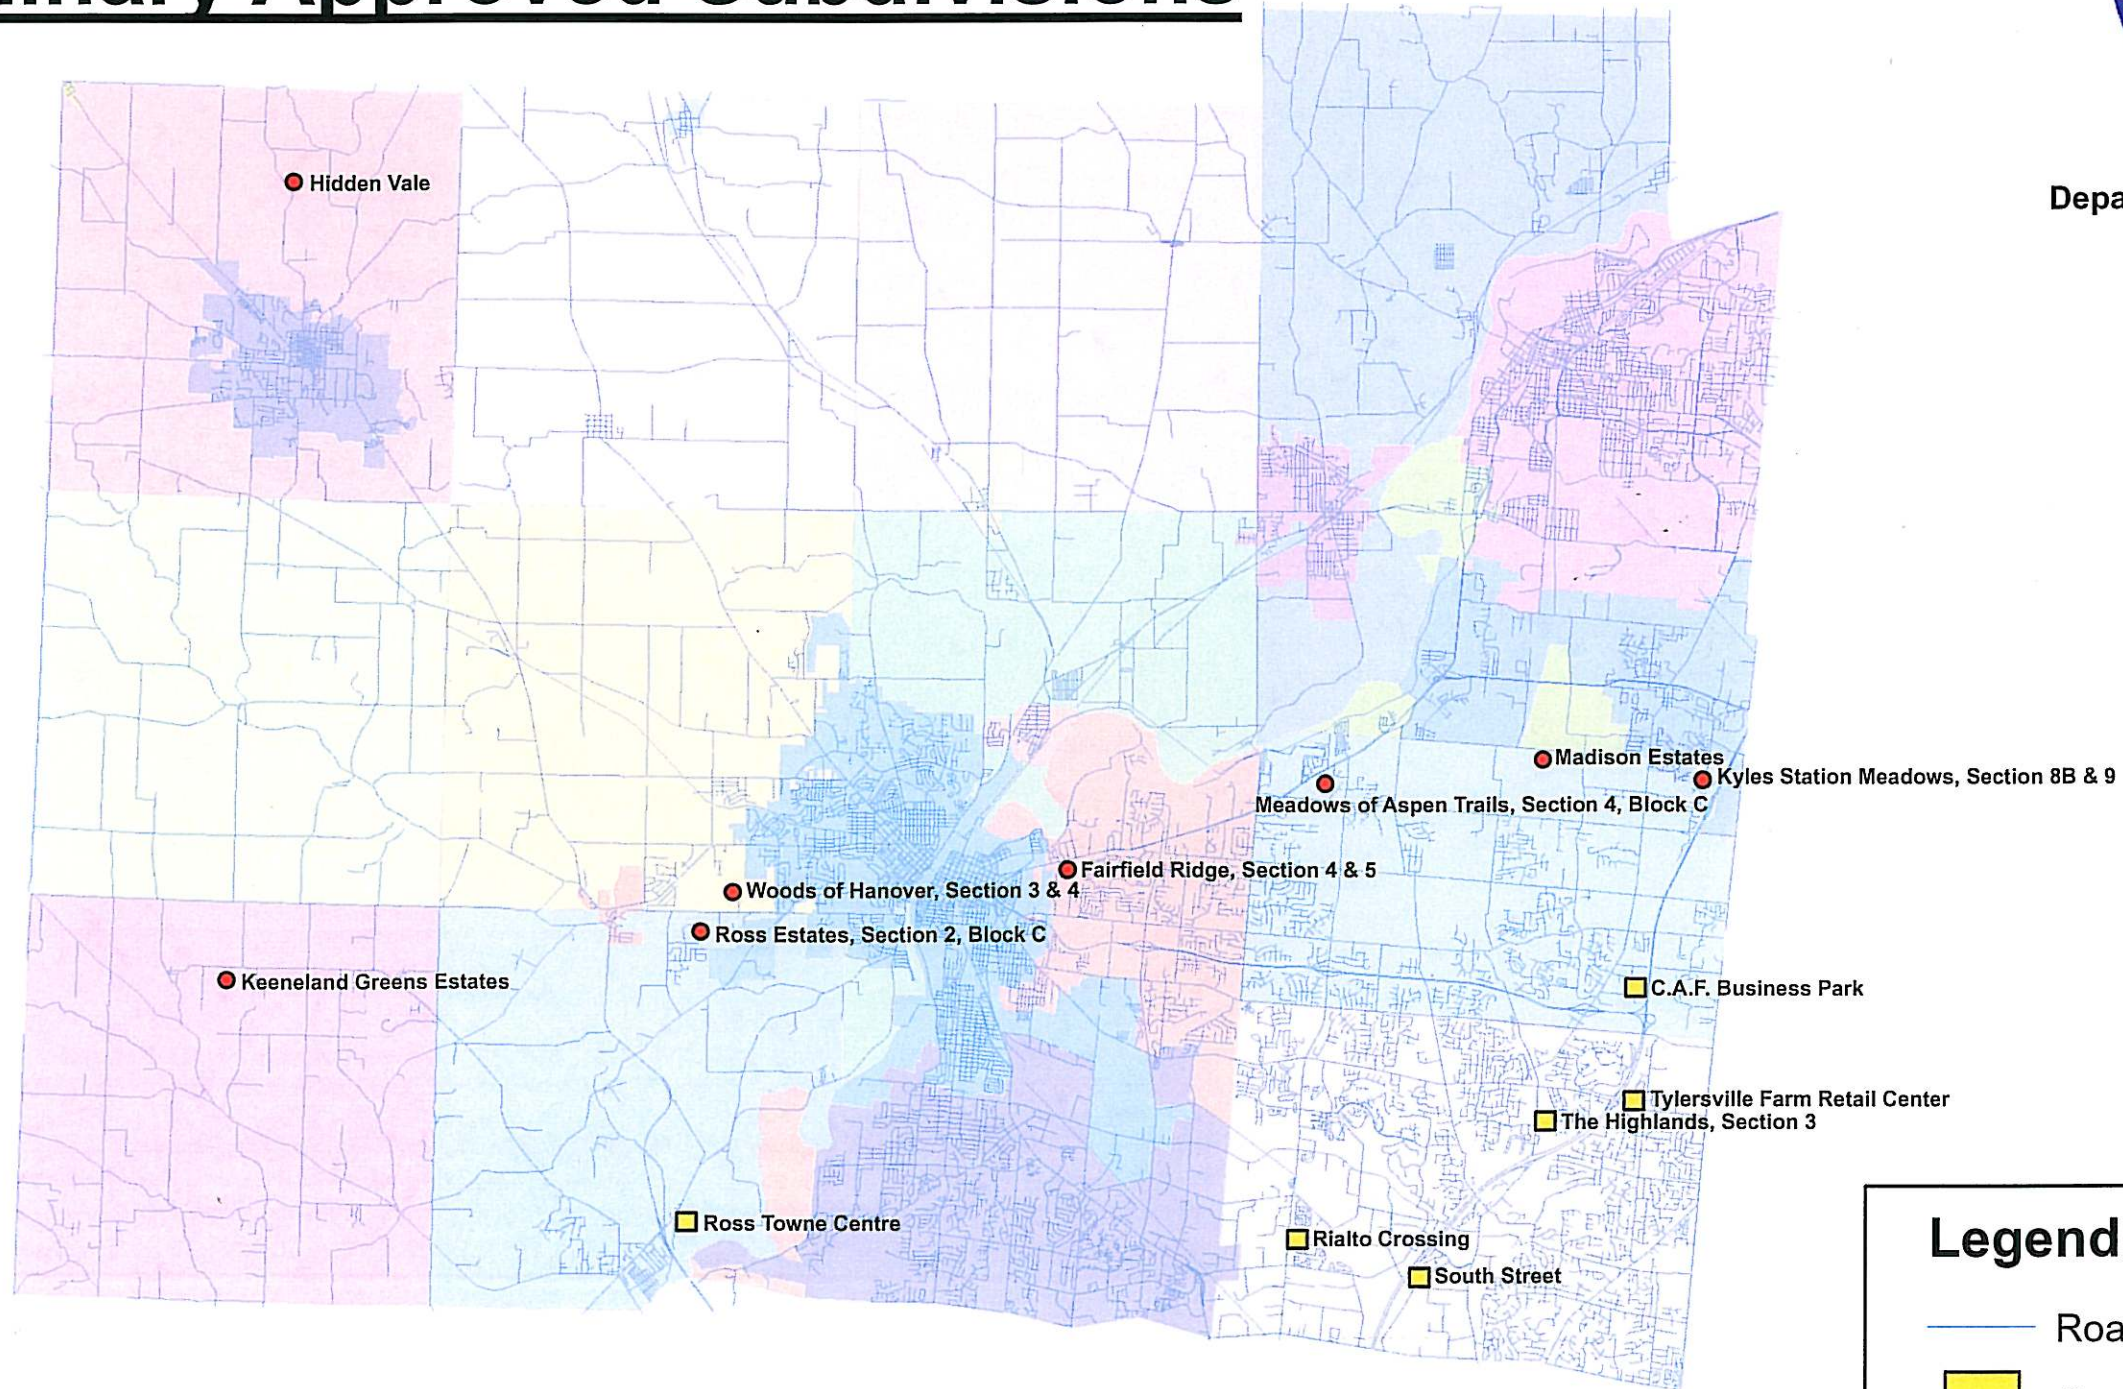 Approved Subdivisions
Depa
Hidden Vale
Madison Estates
Kyles Station Meadows, Section 8B & 9
Meadows of Aspen Trails, Section 4, Block C
Fairfield Ridge, Section 4 & 5
Woods of Hanover, Section 3 & 4
Ross Estates, Section 2, Block C
Keeneland Greens Estates
C.A.F. Business Park
Tylersville Farm Retail Center
The Highlands, Section 3
Ross Towne Centre
Rialto Crossing
South Street
Legend
Roa